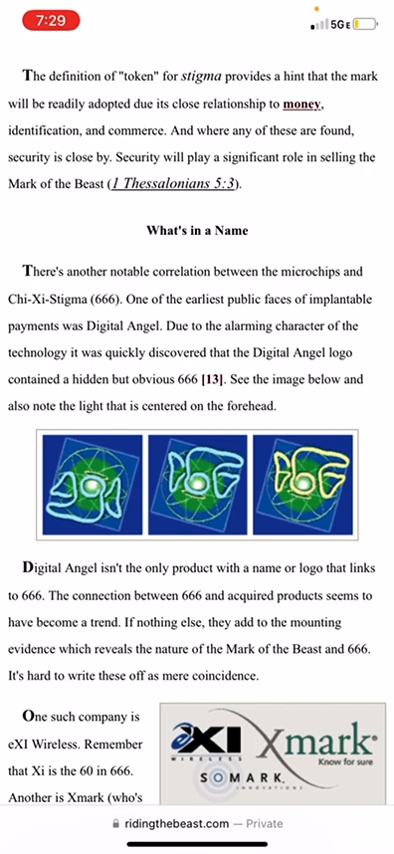 7:29
5GE
The definition of "token" for stigma provides a hint that the mark
will be readily adopted due its close relationship to money,
identification, and commerce. And where any of these are found,
security is close by. Security will play a significant role in selling the
Mark of the Beast (1 Thessalonians 5:3).
What's in a Name
There's another notable correlation between the microchips and
Chi-Xi-Stigma (666). One of the earliest public faces of implantable
payments was Digital Angel. Due to the alarming character of the
technology it was quickly discovered that the Digital Angel logo
contained a hidden but obvious 666 [13]. See the image below and
also note the light that is centered on the forehead.
Digital Angel isn't the only product with a name or logo that links
to 666. The connection between 666 and acquired products seems to
have become a trend. If nothing else, they add to the mounting
evidence which reveals the nature of the Mark of the Beast and 666.
It's hard to write these off as mere coincidence.
One such company is
eXI Wireless. Remember
that Xi is the 60 in 666.
Another is Xmark (who's
eXI
WIRELESS
Xmark
Know for sure
SOMARK
INNOVATIONS
ridingthebeast.com — Private